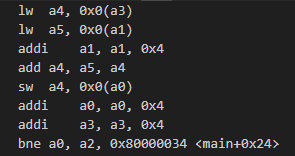 lw a4, 0x0(a3)
lw a5, 0x0(a1)
addi a1, a1, 0x4
add a4, a5, a4
sw a4, 0x0(a0)
addi a0, a0, 0x4
addi a3, a3, 0x4
bne a0, a2, 0x80000034 <main+0x24>